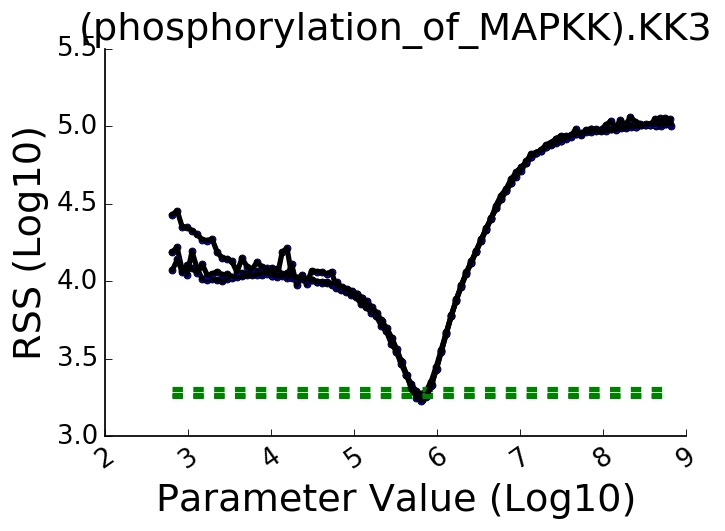 (phosphorylation_of_MAPKK).KK3
5.5
5.0
4.5
4.0
3.5
3.0
RSS (Log10)
2 3 4 5 6 7 8 9
Parameter Value (Log10)